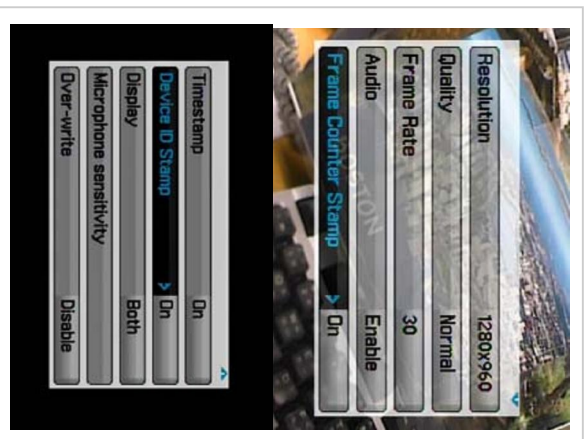 Resolution 1280x960
Quality Normal
Frame Rate 30
Audio Enable
Frame Counter Stamp On
Timestamp On
Device ID Stamp On
Display Both
Microphone sensitivity
Over-write Disable